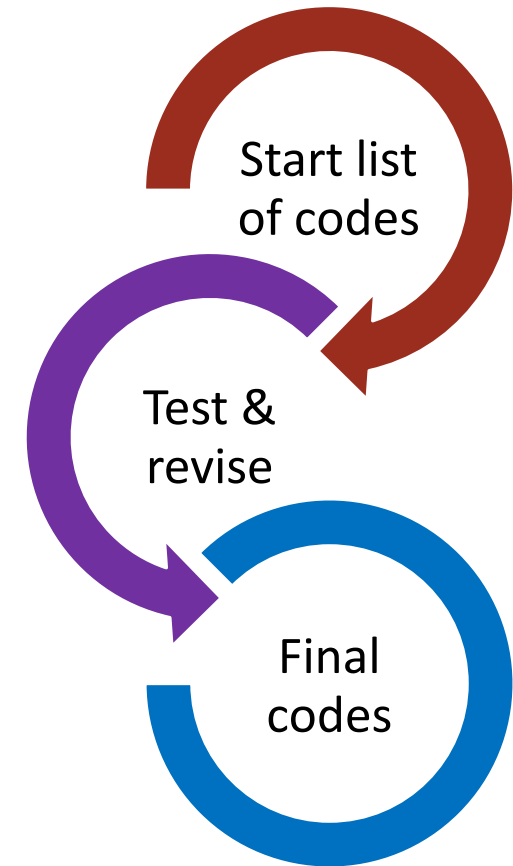 Start list
of codes
Test &
revise
Final
codes